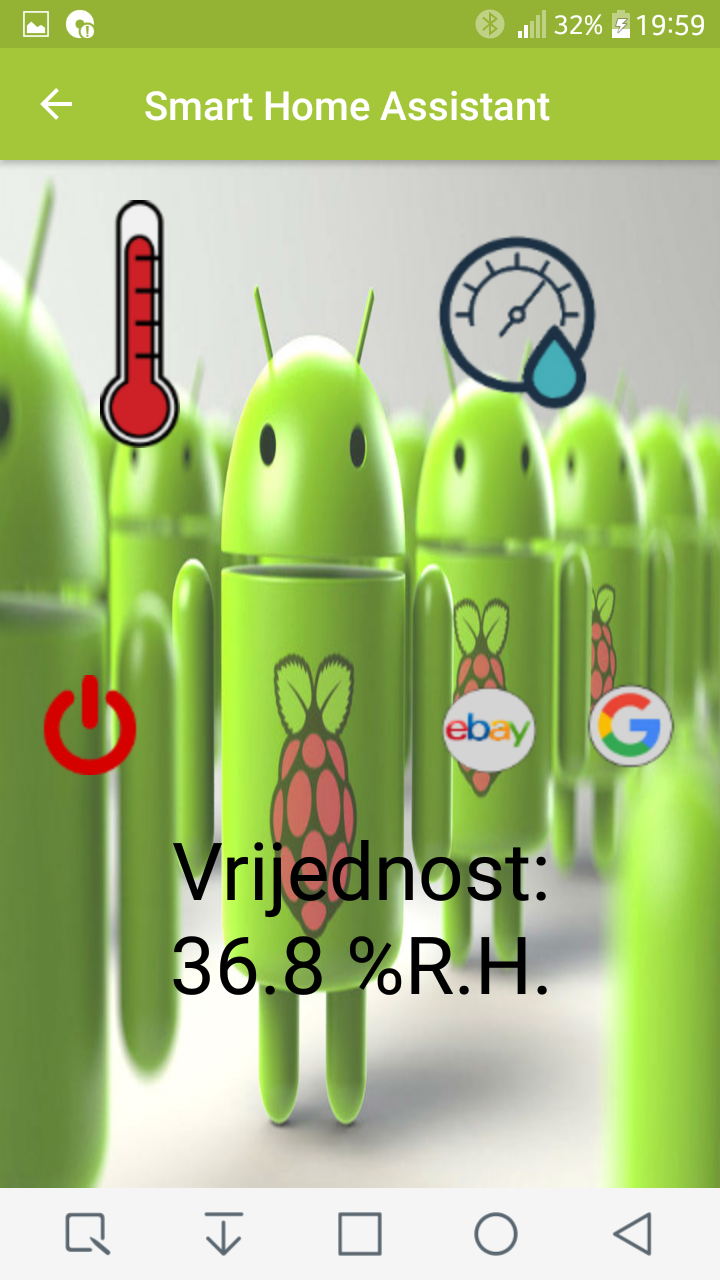 32% 19:59
Smart Home Assistant
ebay
G
Vrijednost:
36.8 %R.H.